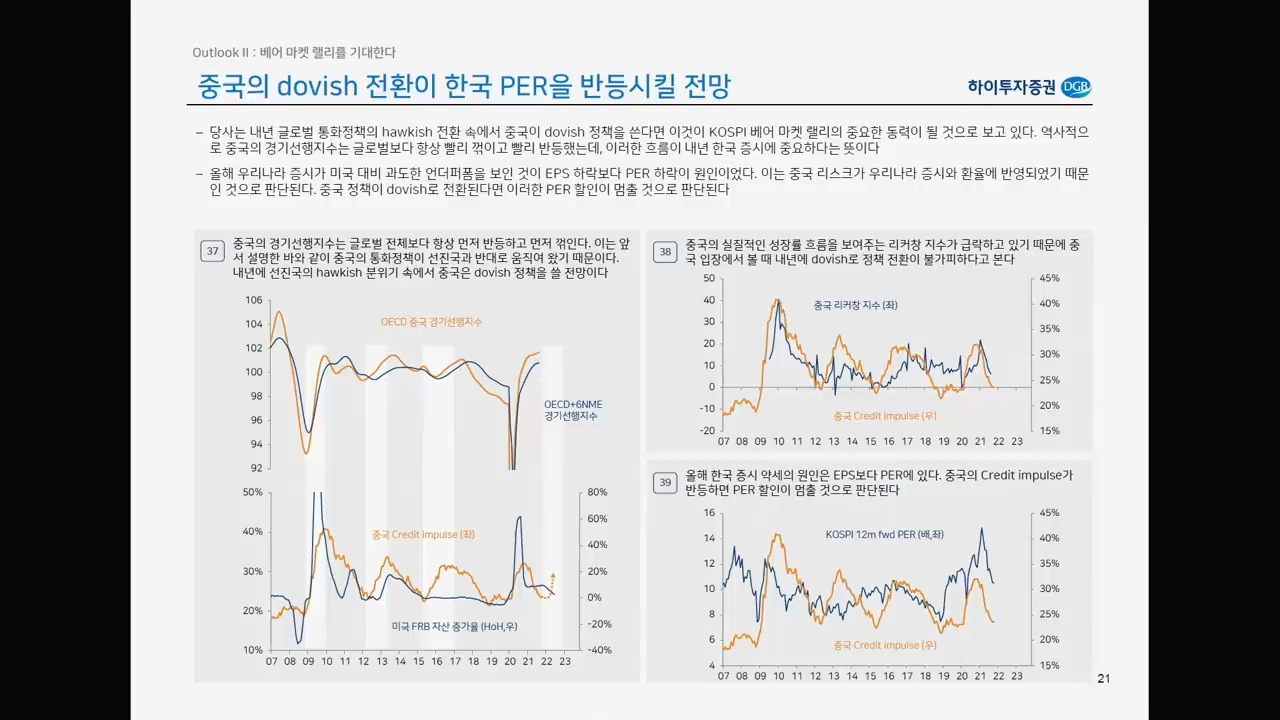 Outlook II : 베어 마켓 랠리를 기대한다
중국의 dovish 전환이 한국 PER을 반등시킬 전망
하이투자증권 DGB
– 당사는 내년 글로벌 통화정책의 hawkish 전환 속에서 중국이 dovish 정책을 쓴다면 이것이 KOSPI 베어 마켓 랠리의 중요한 동력이 될 것으로 보고 있다. 역사적으
로 중국의 경기선행지수는 글로벌보다 항상 빨리 꺾이고 빨리 반등했는데, 이러한 흐름이 내년 한국 증시에 중요하다는 뜻이다
– 올해 우리나라 증시가 미국 대비 과도한 언더퍼폼을 보인 것이 EPS 하락보다 PER 하락이 원인이었다. 이는 중국 리스크가 우리나라 증시와 환율에 반영되었기 때문
인 것으로 판단된다. 중국 정책이 dovish로 전환된다면 이러한 PER 할인이 멈출 것으로 판단된다
37
중국의 경기선행지수는 글로벌 전체보다 항상 먼저 반등하고 먼저 꺾인다. 이는 앞
서 설명한 바와 같이 중국의 통화정책이 선진국과 반대로 움직여 왔기 때문이다.
내년에 선진국의 hawkish 분위기 속에서 중국은 dovish 정책을 쓸 전망이다
106
104
102
100
98
96
94
92
OECD 중국 경기선행지수
OECD+6NME
경기선행지수
50%
40%
30%
20%
10%
80%
60%
40%
20%
0%
-20%
-40%
중국 Credit impulse (좌)
미국 FRB 자산 증가율 (HoH,우)
07 08 09 10 11 12 13 14 15 16 17 18 19 20 21 22 23
38
중국의 실질적인 성장률 흐름을 보여주는 리커창 지수가 급락하고 있기 때문에 중
국 입장에서 볼 때 내년에 dovish로 정책 전환이 불가피하다고 본다
50
40
30
20
10
0
-10
-20
45%
40%
35%
30%
25%
20%
15%
중국 리커창 지수 (좌)
중국 Credit impulse (우)
07 08 09 10 11 12 13 14 15 16 17 18 19 20 21 22 23
39
올해 한국 증시 약세의 원인은 EPS보다 PER에 있다. 중국의 Credit impulse가
반등하면 PER 할인이 멈출 것으로 판단된다
16
14
12
10
8
6
4
45%
40%
35%
30%
25%
20%
15%
KOSPI 12m fwd PER (배,좌)
중국 Credit impulse (우)
07 08 09 10 11 12 13 14 15 16 17 18 19 20 21 22 23
21